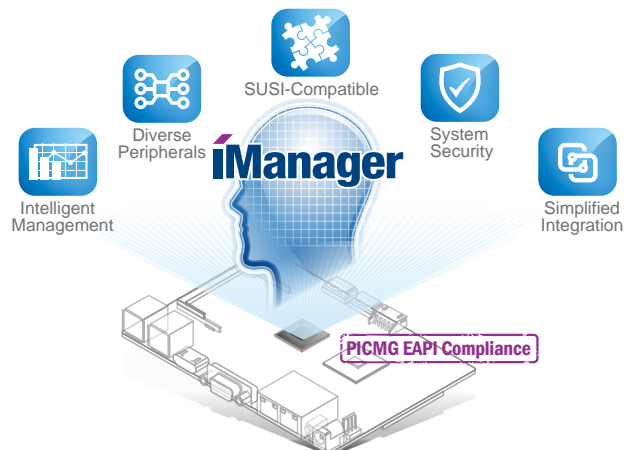 SUSI-Compatible
Diverse
Peripherals
System
Security
iManager
Intelligent
Management
Simplified
Integration
PICMG EAPI Compliance